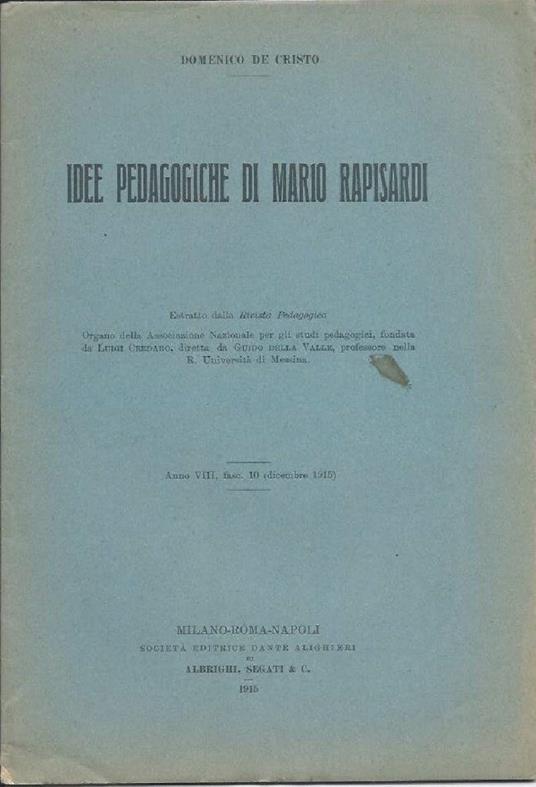 DOMENICO DE CRISTO
IDEE PEDAGOGICHE DI MARIO RAPISARDI
Estratto dalla Rivista Pedagogica
Organo della Associazione Nazionale per gli studi pedagogici, fondata
da LUIGI CREDARO, diretta da GUIDO DELLA VALLE, professore nella
R. Università di Messina.
Anno VIII, fasc. 10 (dicembre 1915)
MILANO-ROMA-NAPOLI
SOCIETÀ EDITRICE DANTE ALIGHIERI
DI
ALBRIGHI, SEGATI & C.
1915